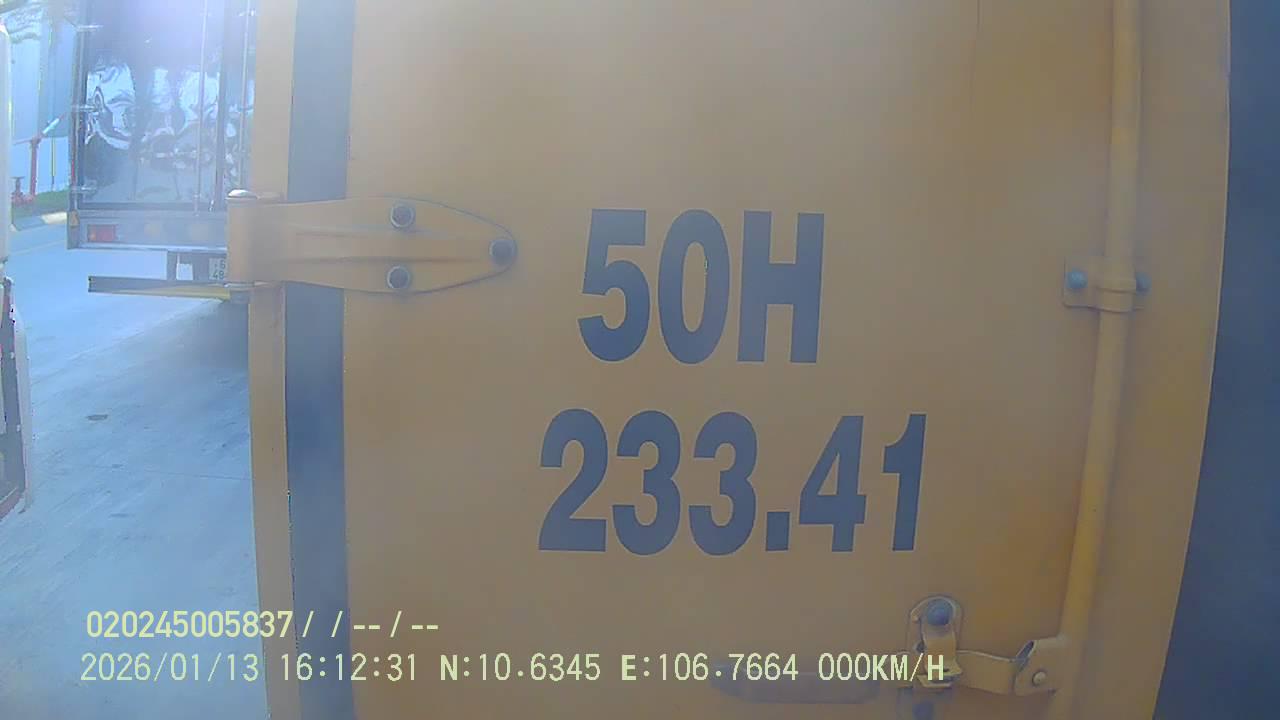 50H
233.41
020245005837/ / -- / --
2026/01/13 16:12:31 N:10.6345 E:106.7664 000KM/H